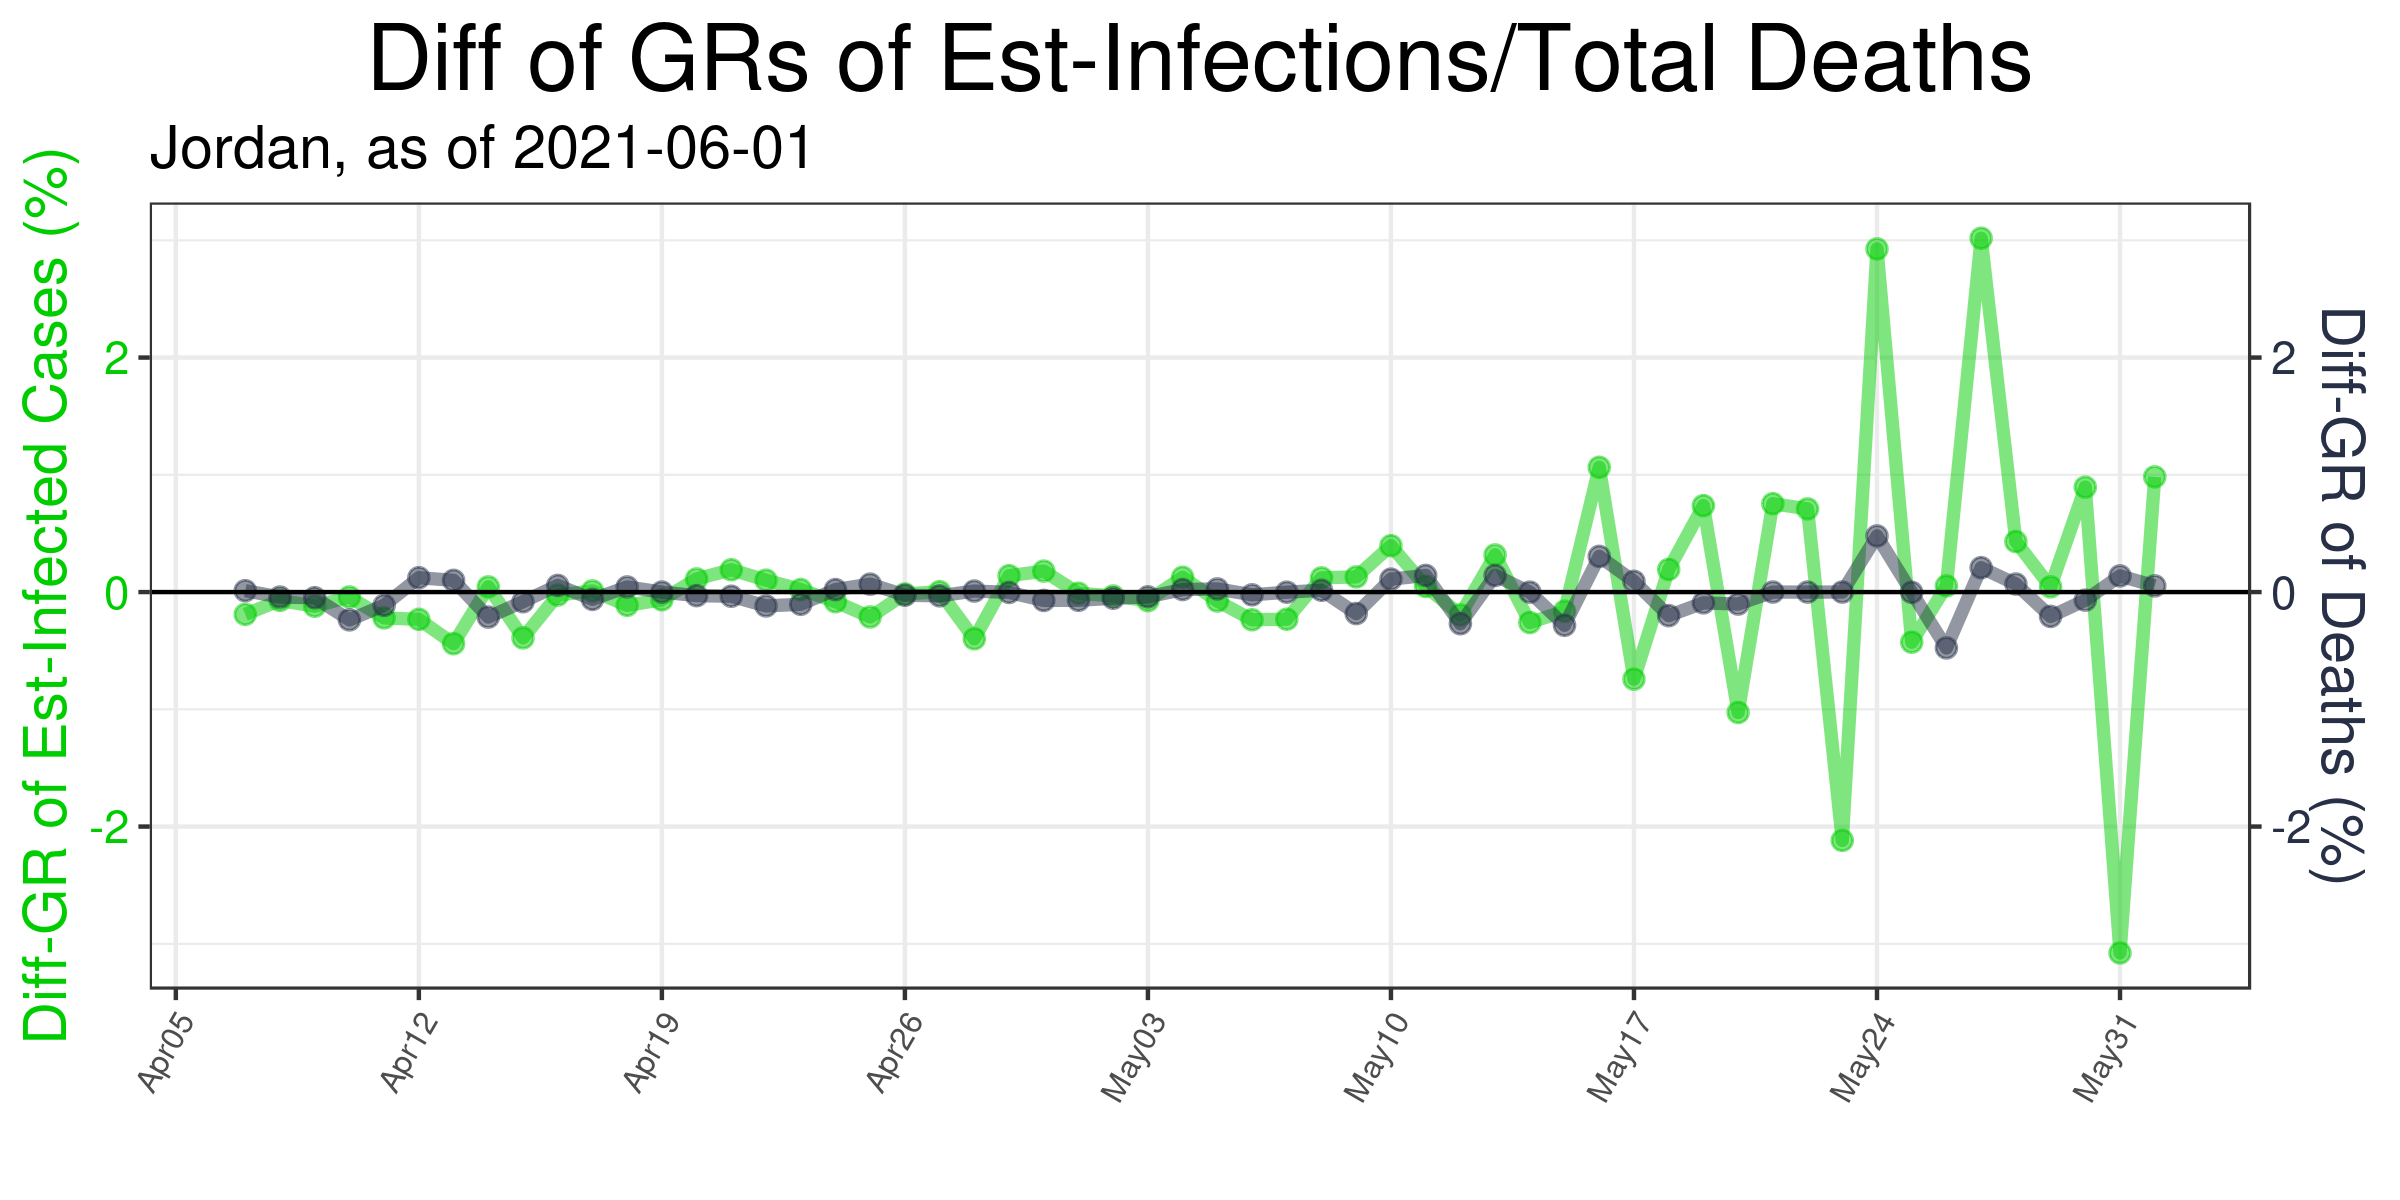 Diff of GRs of Est-Infections/Total Deaths
Jordan, as of 2021-06-01
Diff-GR of Est-Infected Cases (%)
2
0
-2
2
0
-2
Diff-GR of Deaths (%)
Apr05
Apr12
Apr19
Apr26
May03
May10
May17
May24
May31